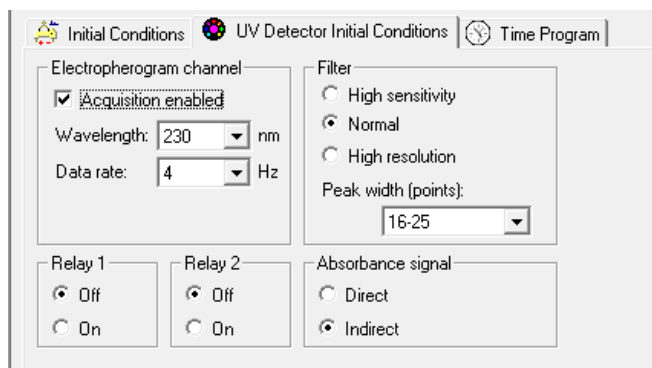 Initial Conditions
UV Detector Initial Conditions
Time Program
Electropherogram channel
Acquisition enabled
Wavelength: 230 nm
Data rate: 4 Hz
Filter
High sensitivity
Normal
High resolution
Peak width (points):
16-25
Relay 1
Off
On
Relay 2
Off
On
Absorbance signal
Direct
Indirect